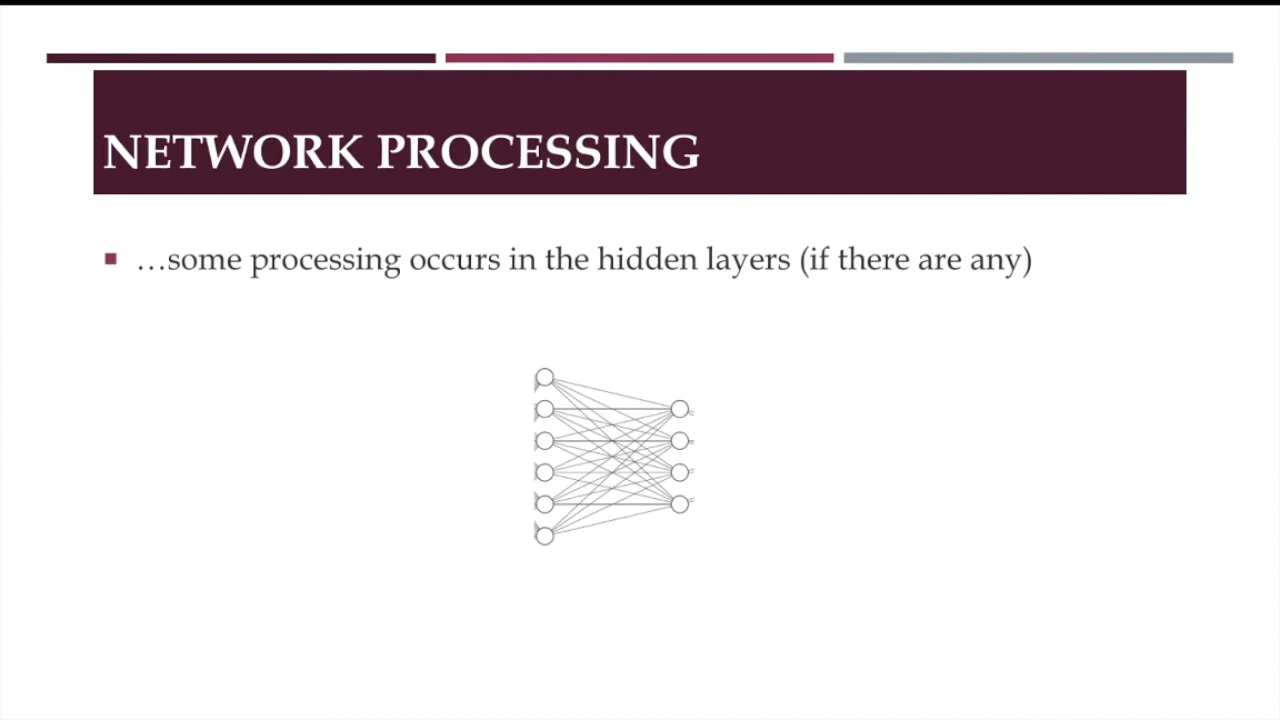 NETWORK PROCESSING
…some processing occurs in the hidden layers (if there are any)